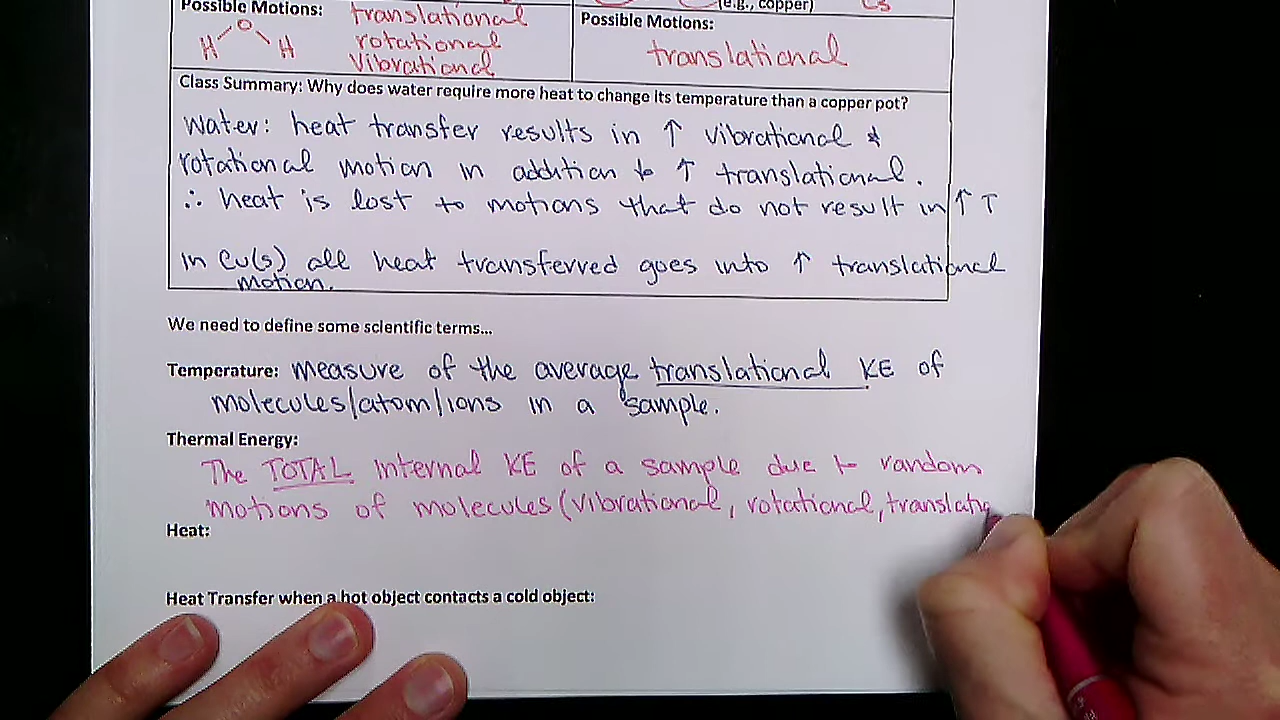 Possible Motions: translational
(e.g., copper)
H O H rotational
vibrational
Possible Motions:
translational
Class Summary: Why does water require more heat to change its temperature than a copper pot?
Water: heat transfer results in ↑ vibrational &
rotational motion in addition to ↑ translational.
∴ heat is lost to motions that do not result in ↑ T
In Cu(s) all heat transferred goes into ↑ translational
motion.
We need to define some scientific terms...
Temperature: measure of the average translational KE of
molecules/atom/ions in a sample.
Thermal Energy:
The TOTAL internal KE of a sample due to random
motions of molecules (vibrational, rotational, translatio
Heat:
Heat Transfer when a hot object contacts a cold object: